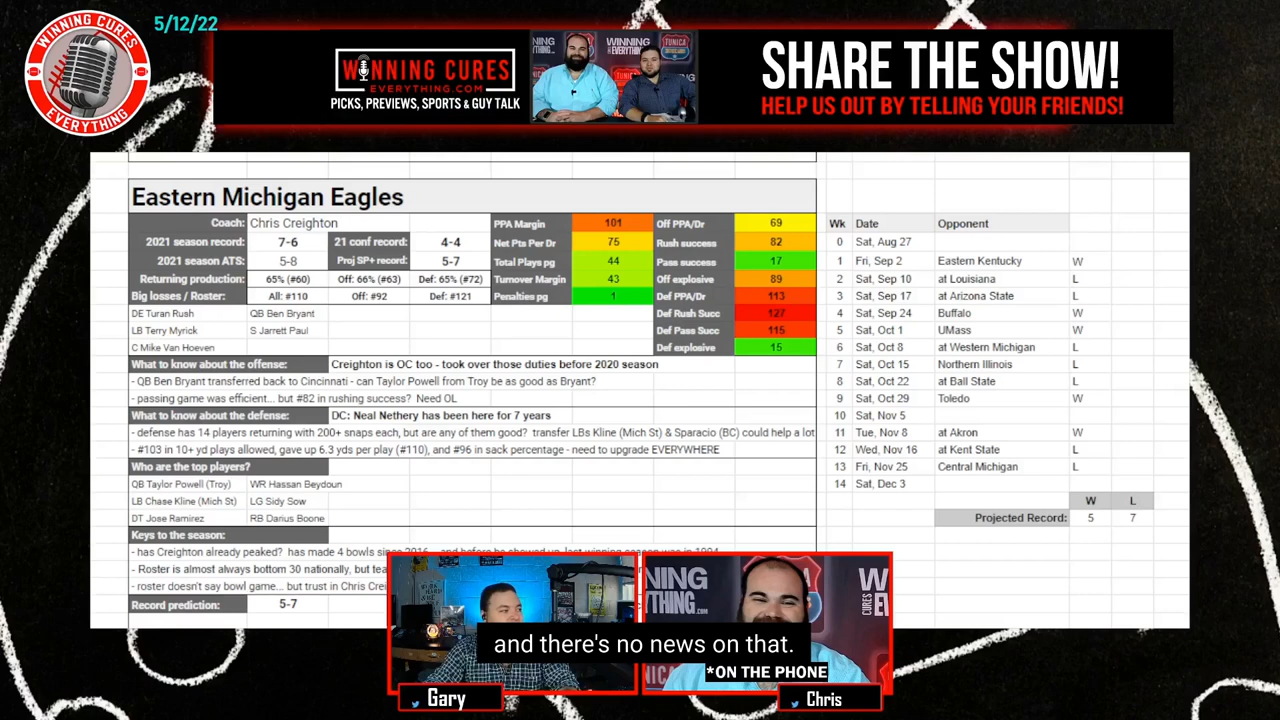 5/12/22
WINNING CURES
EVERYTHING
WINNING CURES
EVERYTHING.COM
PICKS, PREVIEWS, SPORTS & GUY TALK
WINNING
TUNICA
SHARE THE SHOW!
HELP US OUT BY TELLING YOUR FRIENDS!
Eastern Michigan Eagles
Coach: Chris Creighton PPA Margin 101 Off PPA/Dr 69
2021 season record: 7-6 21 conf record: 4-4 Net Pts Per Dr 75 Rush success 82
2021 season ATS: 5-8 Proj SP+ record: 5-7 Total Plays pg 44 Pass success 17
Returning production: 65% (#60) Off: 66% (#63) Def: 65% (#72) Turnover Margin 43 Off explosive 89
Big losses / Roster: All: #110 Off: #92 Def: #121 Penalties pg 1 Def PPA/Dr 113
DE Turan Rush QB Ben Bryant Def Rush Succ 127
LB Terry Myrick S Jarrett Paul Def Pass Succ 115
C Mike Van Hoeven Def explosive 15
What to know about the offense: Creighton is OC too - took over those duties before 2020 season
- QB Ben Bryant transferred back to Cincinnati - can Taylor Powell from Troy be as good as Bryant?
- passing game was efficient... but #82 in rushing success? Need OL
What to know about the defense: DC: Neal Nethery has been here for 7 years
- defense has 14 players returning with 200+ snaps each, but are any of them good? transfer LBs Kline (Mich St) & Sparacio (BC) could help a lot
- #103 in 10+ yd plays allowed, gave up 6.3 yds per play (#110), and #96 in sack percentage - need to upgrade EVERYWHERE
Who are the top players?
QB Taylor Powell (Troy) WR Hassan Beydoun
LB Chase Kline (Mich St) LG Sidy Sow
DT Jose Ramirez RB Darius Boone
Keys to the season:
- has Creighton already peaked? has made 4 bowls since 2016... and before he showed up, last winning season was in 1994
- Roster is almost always bottom 30 nationally, but
- roster doesn't say bowl game... but trust in Chris
Record prediction: 5-7
Wk Date Opponent
0 Sat, Aug 27
1 Fri, Sep 2 Eastern Kentucky W
2 Sat, Sep 10 at Louisiana L
3 Sat, Sep 17 at Arizona State L
4 Sat, Sep 24 Buffalo W
5 Sat, Oct 1 UMass W
6 Sat, Oct 8 at Western Michigan L
7 Sat, Oct 15 Northern Illinois L
8 Sat, Oct 22 at Ball State L
9 Sat, Oct 29 Toledo W
10 Sat, Nov 5
11 Tue, Nov 8 at Akron W
12 Wed, Nov 16 at Kent State L
13 Fri, Nov 25 Central Michigan L
14 Sat, Dec 3
W L
Projected Record: 5 7
and there's no news on that.
*ON THE PHONE
Gary
Chris